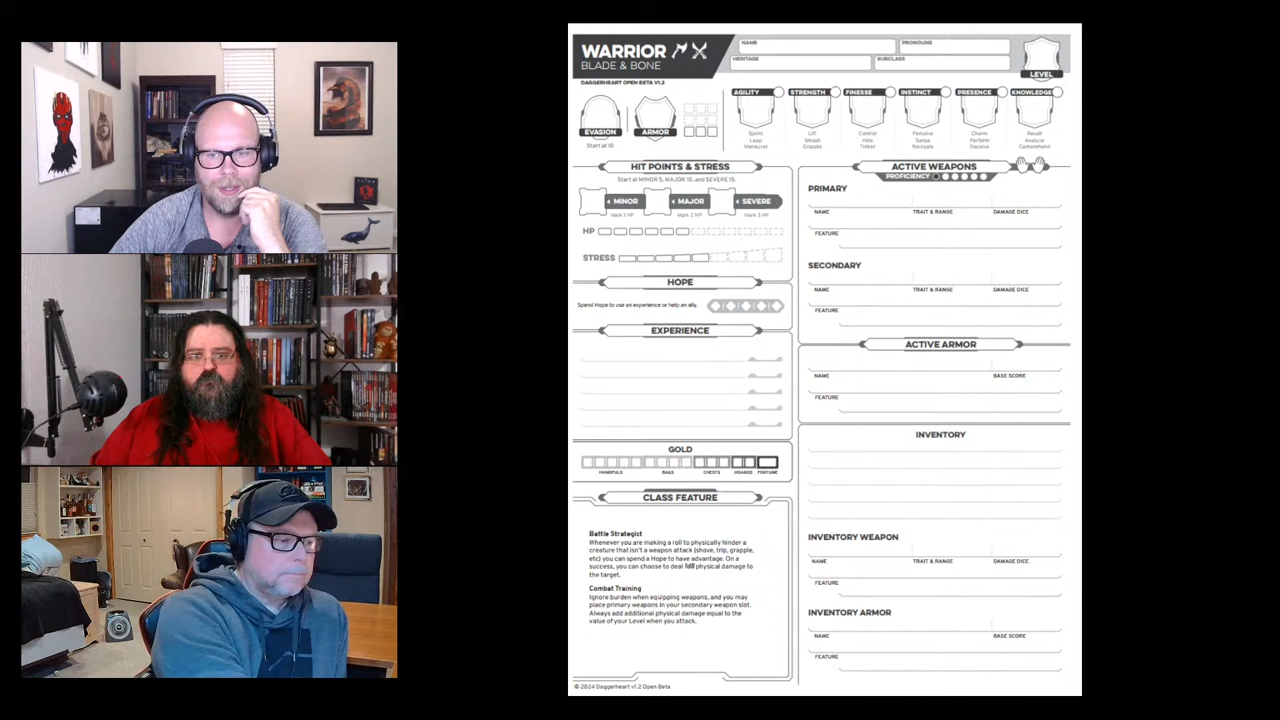 WARRIOR
BLADE & BONE
NAME
PRONOUNS
HERITAGE
SUBCLASS
LEVEL
DAGGERHEART OPEN BETA V1.2
EVASION
Start at 10
ARMOR
AGILITY
Sprint
Leap
Maneuver
STRENGTH
Lift
Smash
Grapple
FINESSE
Control
Hide
Tinker
INSTINCT
Perceive
Sense
Navigate
PRESENCE
Charm
Perform
Deceive
KNOWLEDGE
Recall
Analyze
Comprehend
HIT POINTS & STRESS
Start at MINOR 5, MAJOR 10, and SEVERE 15.
MINOR
MAJOR
SEVERE
Mark 1 HP
Mark 2 HP
Mark 3 HP
HP
STRESS
HOPE
Spend Hope to use an experience or help an ally.
EXPERIENCE
GOLD
HANDFULS
BAGS
CHESTS
HOARDS
FORTUNE
CLASS FEATURE
Battle Strategist
Whenever you are making a roll to physically hinder a
creature that isn't a weapon attack (shove, trip, grapple,
etc) you can spend a Hope to have advantage. On a
success, you can choose to deal 1d8 physical damage to
the target.
Combat Training
Ignore burden when equipping weapons, and you may
place primary weapons in your secondary weapon slot.
Always add additional physical damage equal to the
value of your Level when you attack.
© 2024 Daggerheart v1.2 Open Beta
ACTIVE WEAPONS
PROFICIENCY
PRIMARY
NAME
TRAIT & RANGE
DAMAGE DICE
FEATURE
SECONDARY
NAME
TRAIT & RANGE
DAMAGE DICE
FEATURE
ACTIVE ARMOR
NAME
BASE SCORE
FEATURE
INVENTORY
INVENTORY WEAPON
NAME
TRAIT & RANGE
DAMAGE DICE
FEATURE
INVENTORY ARMOR
NAME
BASE SCORE
FEATURE